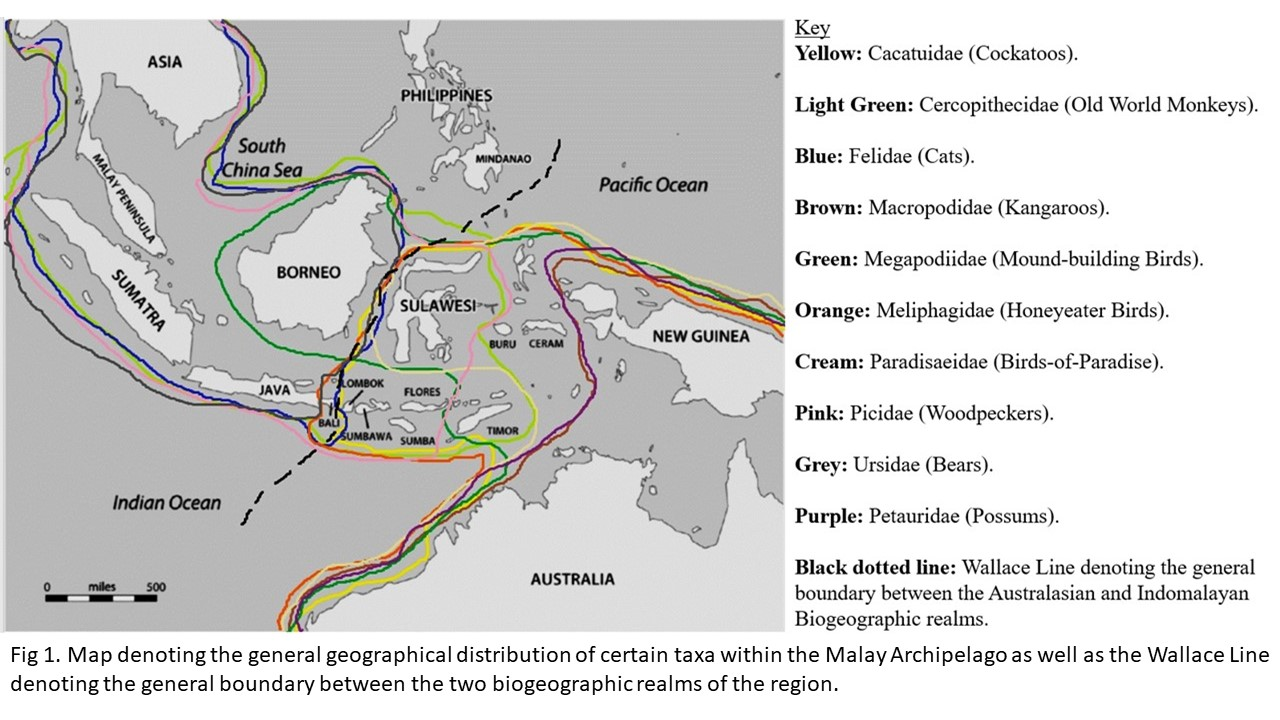 ASIA
PHILIPPINES
South
China Sea
MINDANAO
Pacific Ocean
MALAY PENINSULA
BORNEO
SUMATRA
SULAWESI
BURU
CERAM
NEW GUINEA
JAVA
LOMBOK
FLORES
BALI
SUMBAWA
SUMBA
TIMOR
Indian Ocean
0 miles 500
AUSTRALIA
Key
Yellow: Cacatuidae (Cockatoos).
Light Green: Cercopithecidae (Old World Monkeys).
Blue: Felidae (Cats).
Brown: Macropodidae (Kangaroos).
Green: Megapodiidae (Mound-building Birds).
Orange: Meliphagidae (Honeyeater Birds).
Cream: Paradisaeidae (Birds-of-Paradise).
Pink: Picidae (Woodpeckers).
Grey: Ursidae (Bears).
Purple: Petauridae (Possums).
Black dotted line: Wallace Line denoting the general
boundary between the Australasian and Indomalayan
Biogeographic realms.
Fig 1. Map denoting the general geographical distribution of certain taxa within the Malay Archipelago as well as the Wallace Line
denoting the general boundary between the two biogeographic realms of the region.